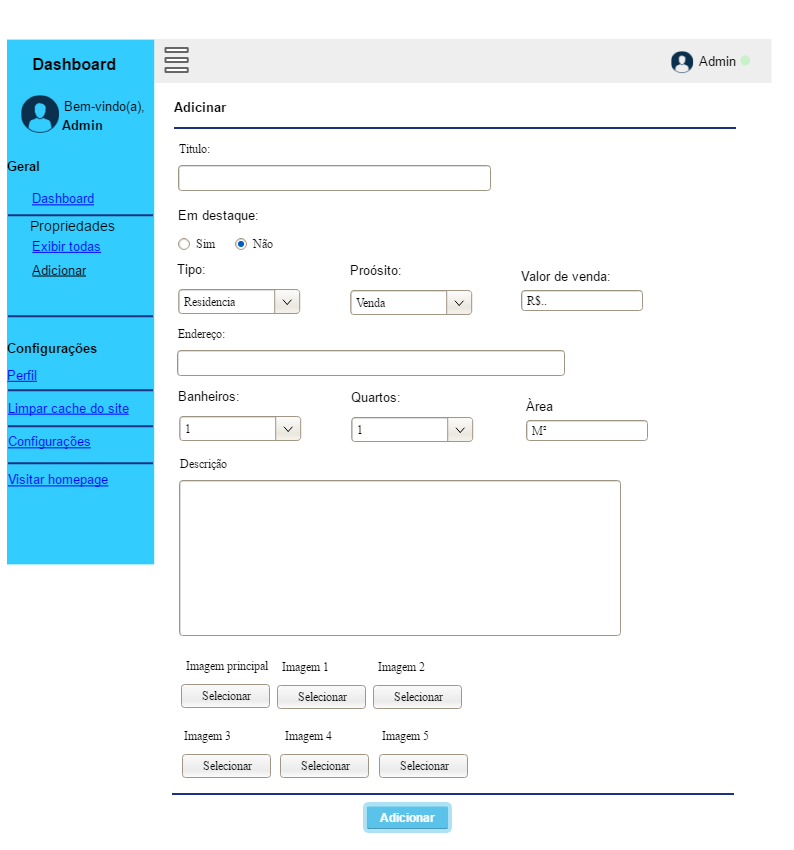 Dashboard
Admin
Bem-vindo(a),
Admin
Geral
Dashboard
Propriedades
Exibir todas
Adicionar
Configurações
Perfil
Limpar cache do site
Configurações
Visitar homepage
Adicinar
Titulo:
Em destaque:
Sim Não
Tipo: Proósito: Valor de venda:
Residencia Venda R$..
Endereço:
Banheiros: Quartos: Àrea
1 1 M²
Descrição
Imagem principal Imagem 1 Imagem 2
Selecionar Selecionar Selecionar
Imagem 3 Imagem 4 Imagem 5
Selecionar Selecionar Selecionar
Adicionar